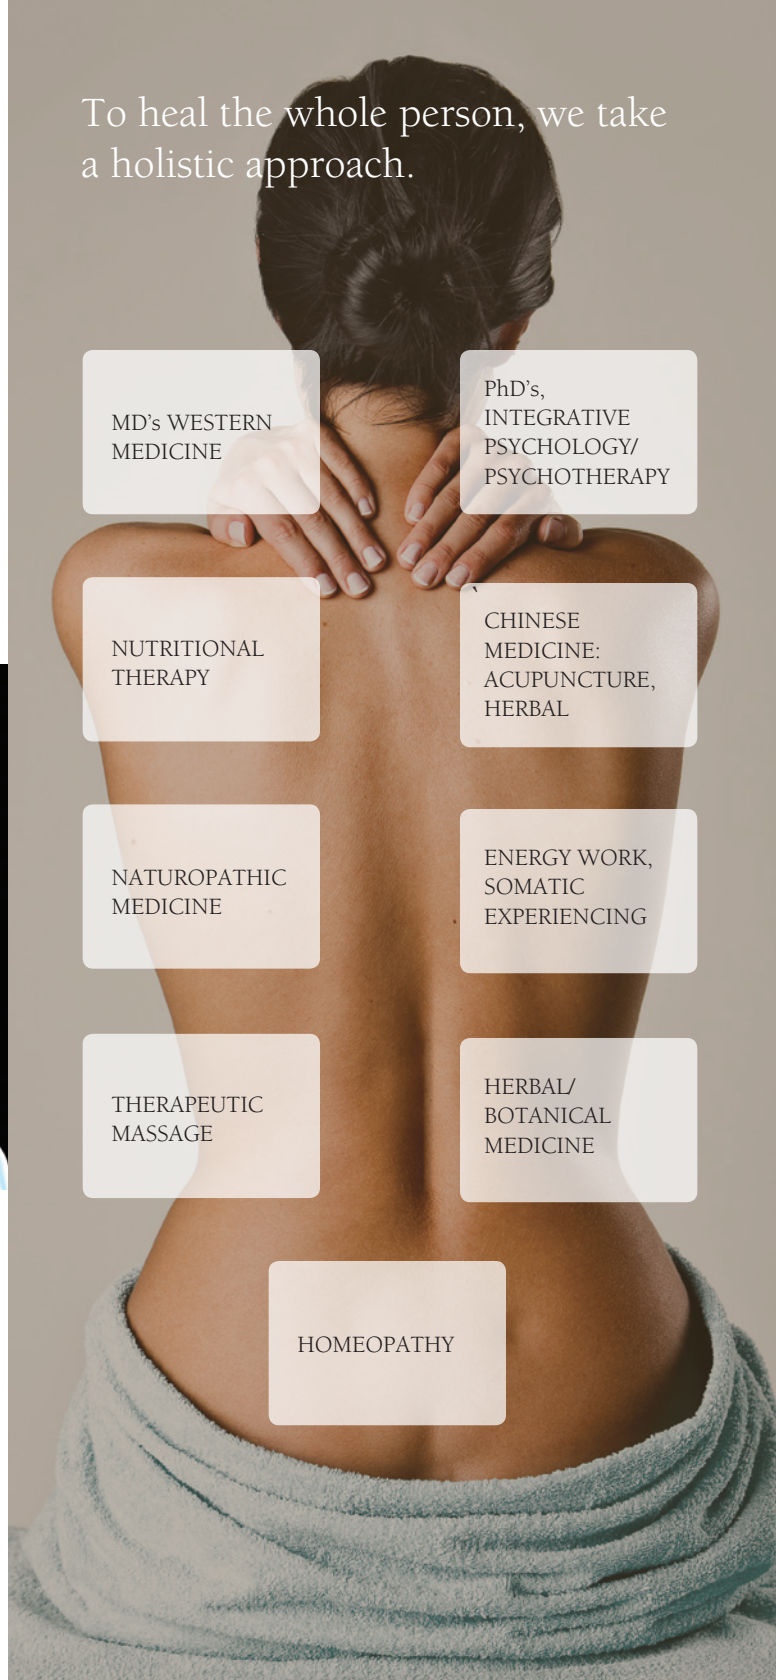 To heal the whole person, we take
a holistic approach.
MD’s WESTERN
MEDICINE
PhD’s,
INTEGRATIVE
PSYCHOLOGY/
PSYCHOTHERAPY
NUTRITIONAL
THERAPY
CHINESE
MEDICINE:
ACUPUNCTURE,
HERBAL
NATUROPATHIC
MEDICINE
ENERGY WORK,
SOMATIC
EXPERIENCING
THERAPEUTIC
MASSAGE
HERBAL/
BOTANICAL
MEDICINE
HOMEOPATHY